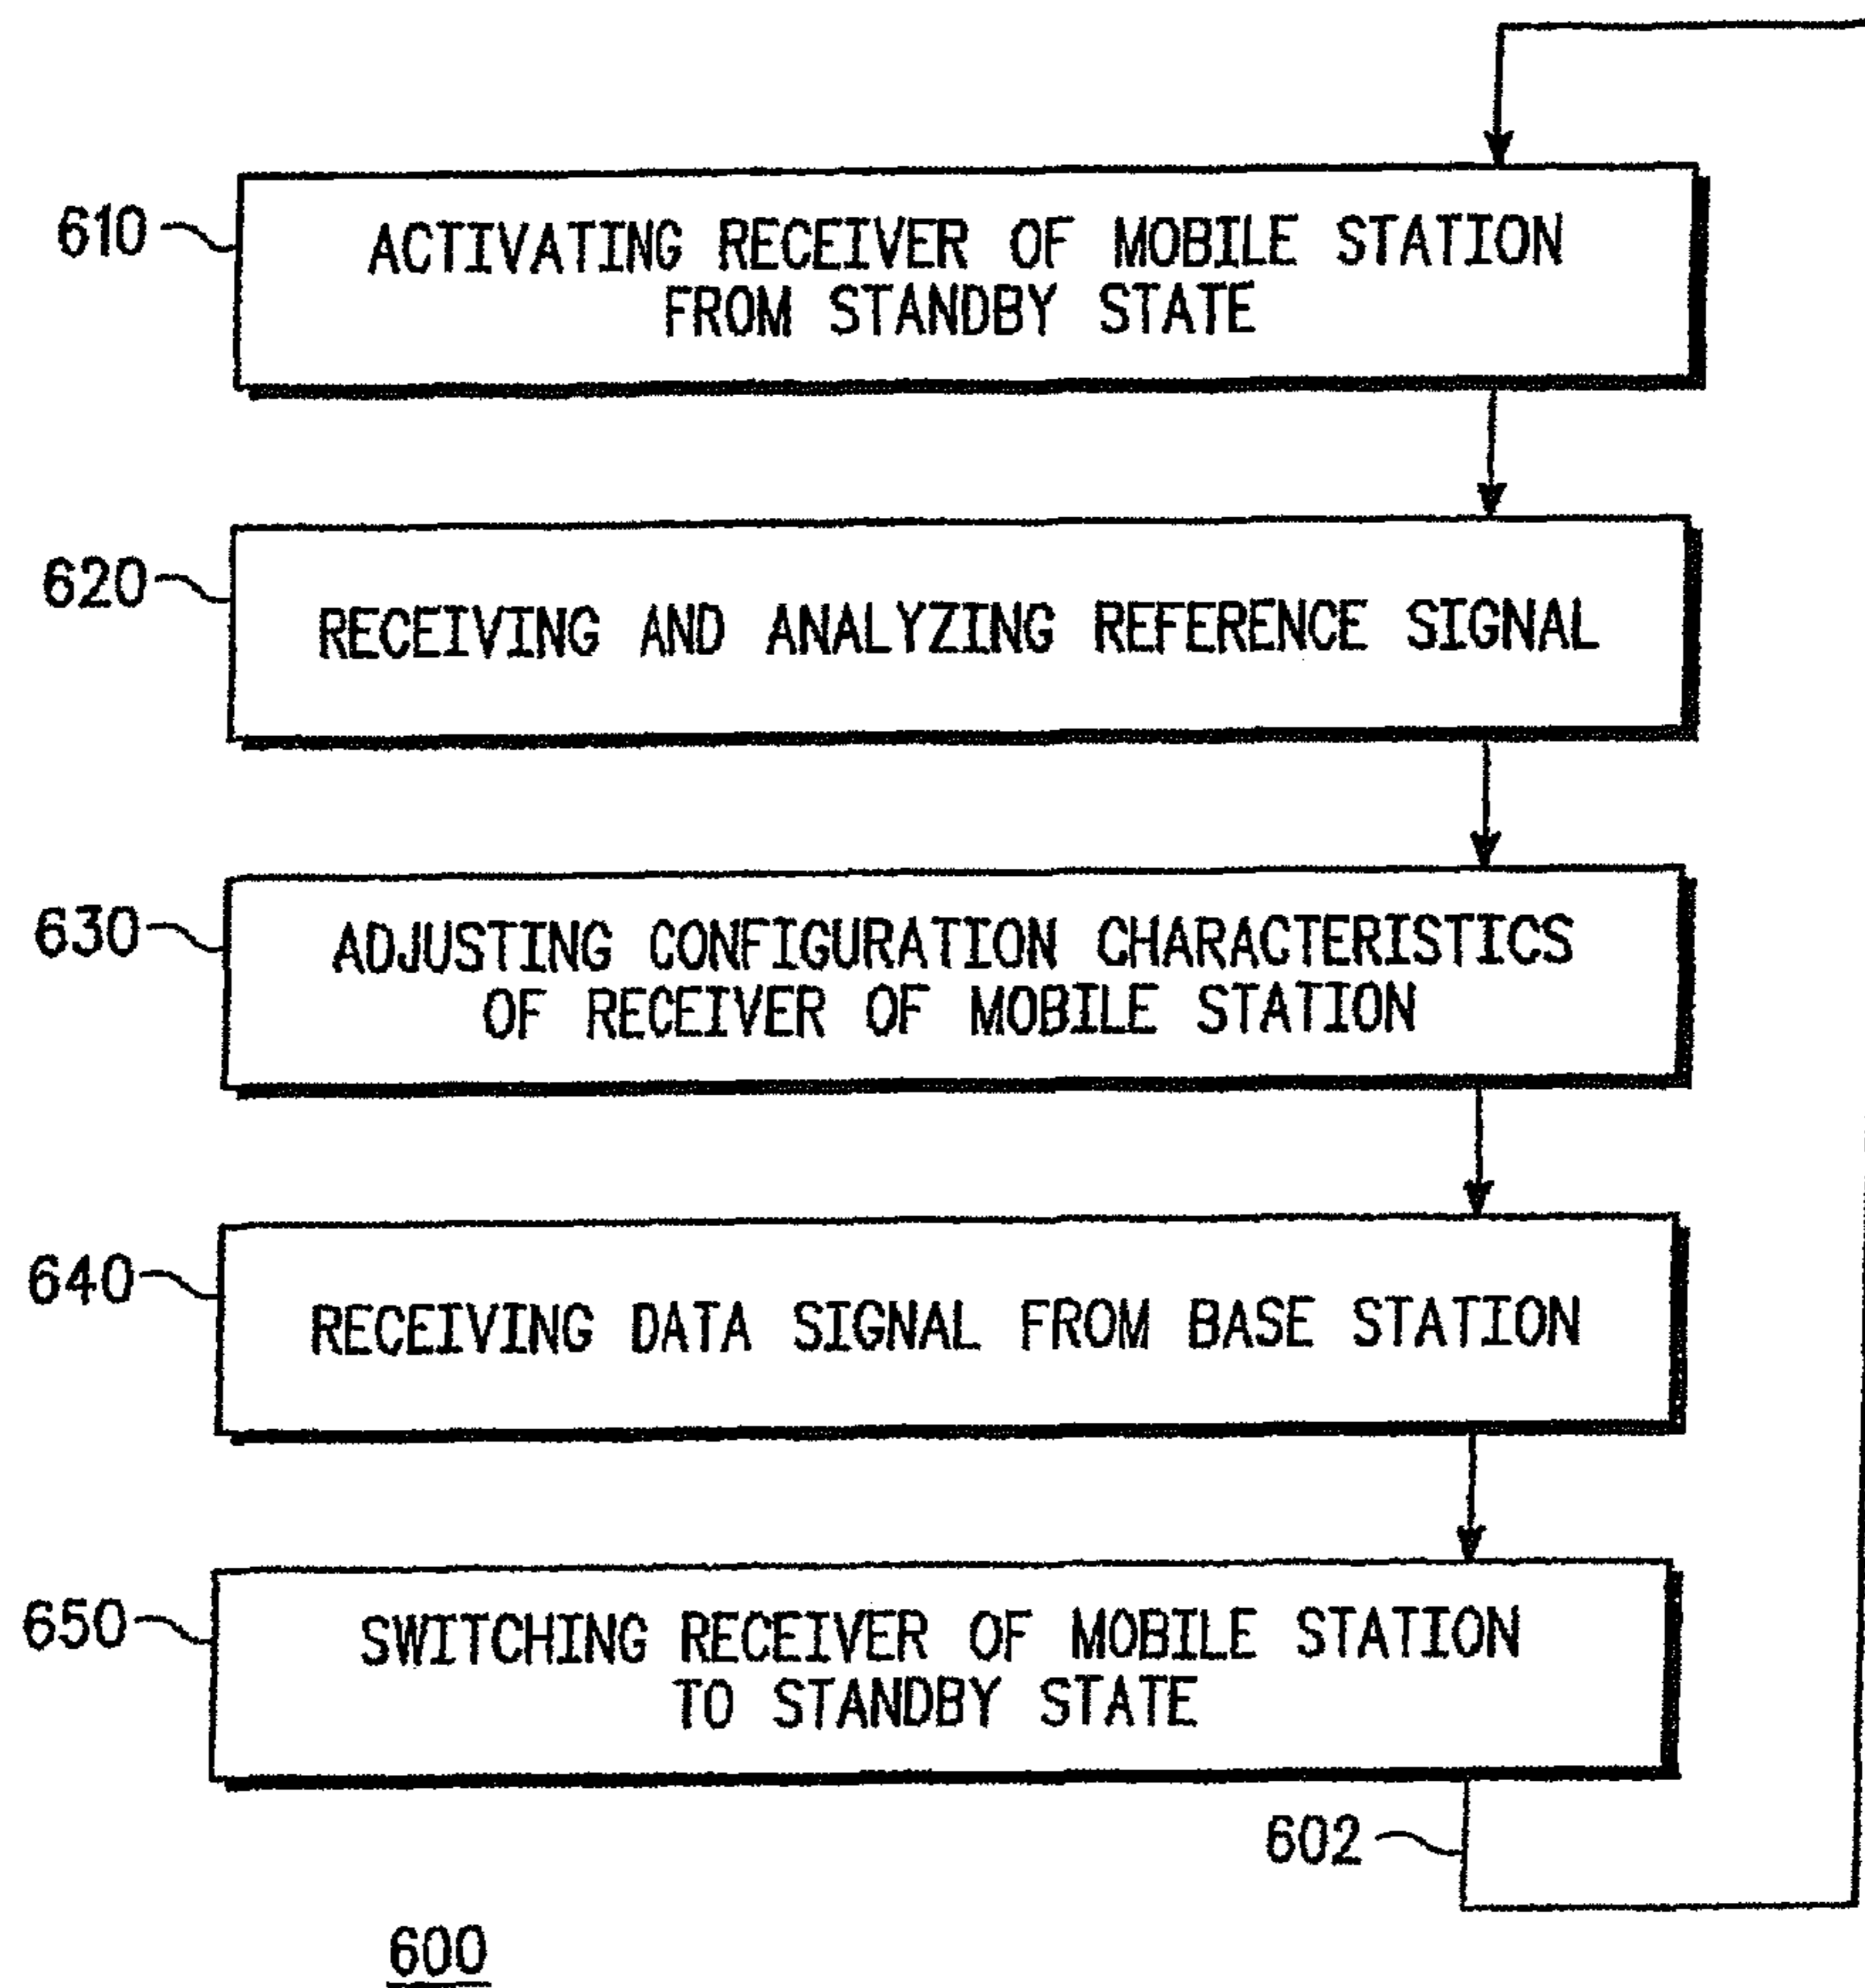 610
ACTIVATING RECEIVER OF MOBILE STATION
FROM STANDBY STATE
620
RECEIVING AND ANALYZING REFERENCE SIGNAL
630
ADJUSTING CONFIGURATION CHARACTERISTICS
OF RECEIVER OF MOBILE STATION
640
RECEIVING DATA SIGNAL FROM BASE STATION
650
SWITCHING RECEIVER OF MOBILE STATION
TO STANDBY STATE
602
600